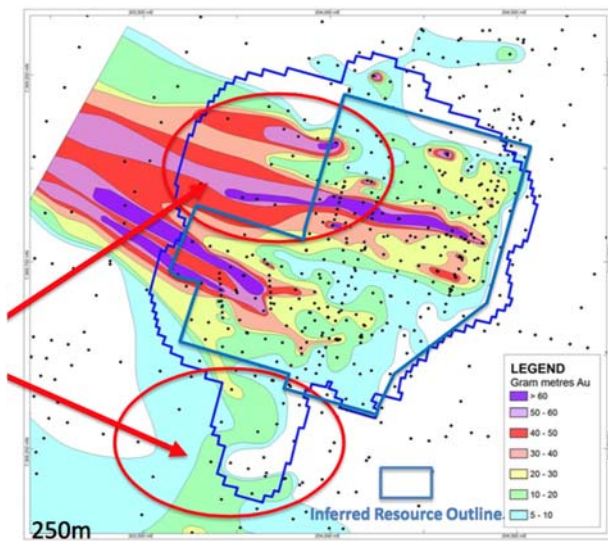 LEGEND
Gram metres Au
> 60
50 - 60
40 - 50
30 - 40
20 - 30
10 - 20
5 - 10
Inferred Resource Outline
250m